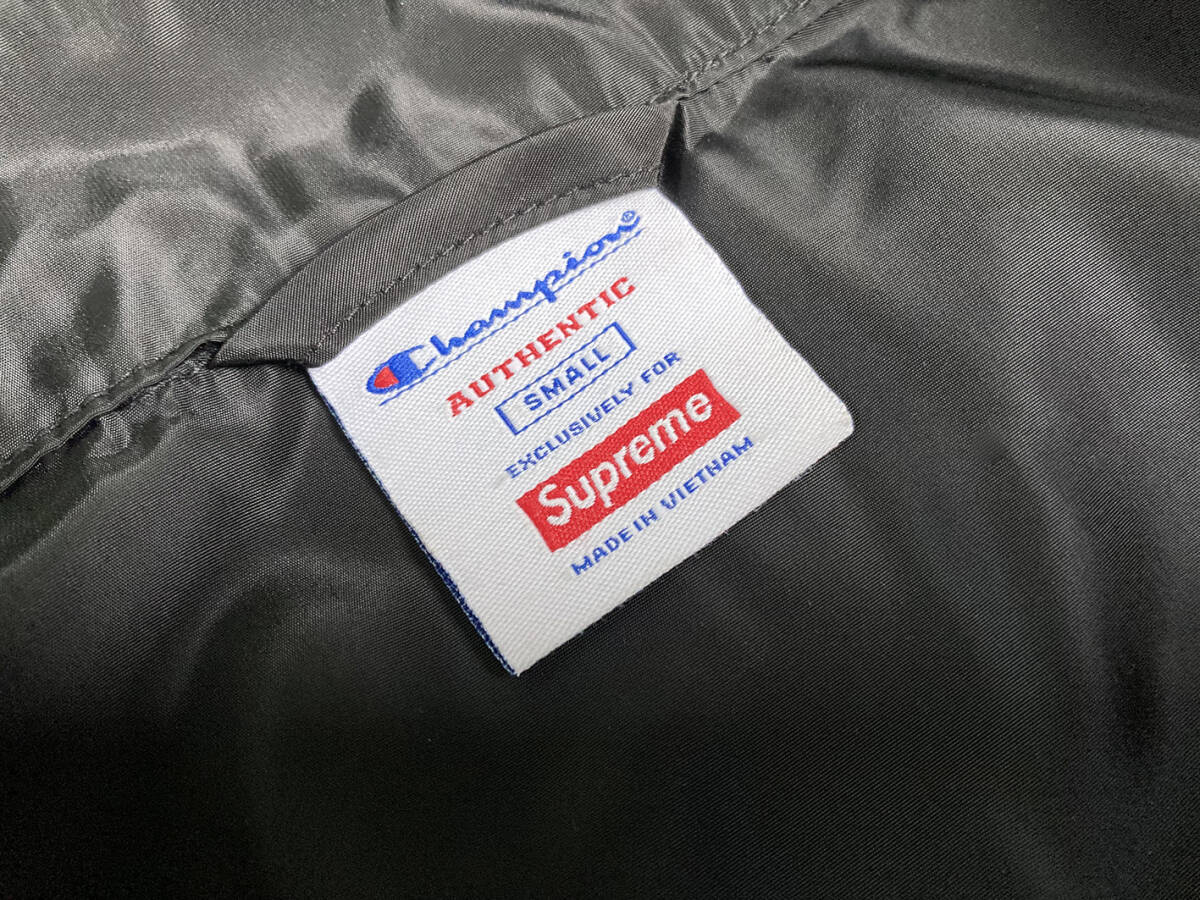 Champion®
AUTHENTIC
SMALL
EXCLUSIVELY FOR
Supreme
MADE IN VIETNAM